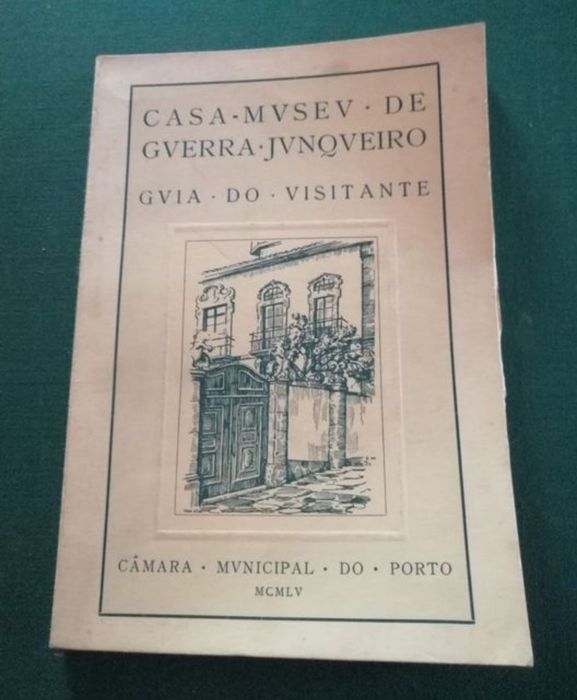 CASA-MVSEV · DE
GVERRA · JVNQVEIRO
GVIA · DO · VISITANTE
CÂMARA · MVNICIPAL · DO · PORTO
MCMLV